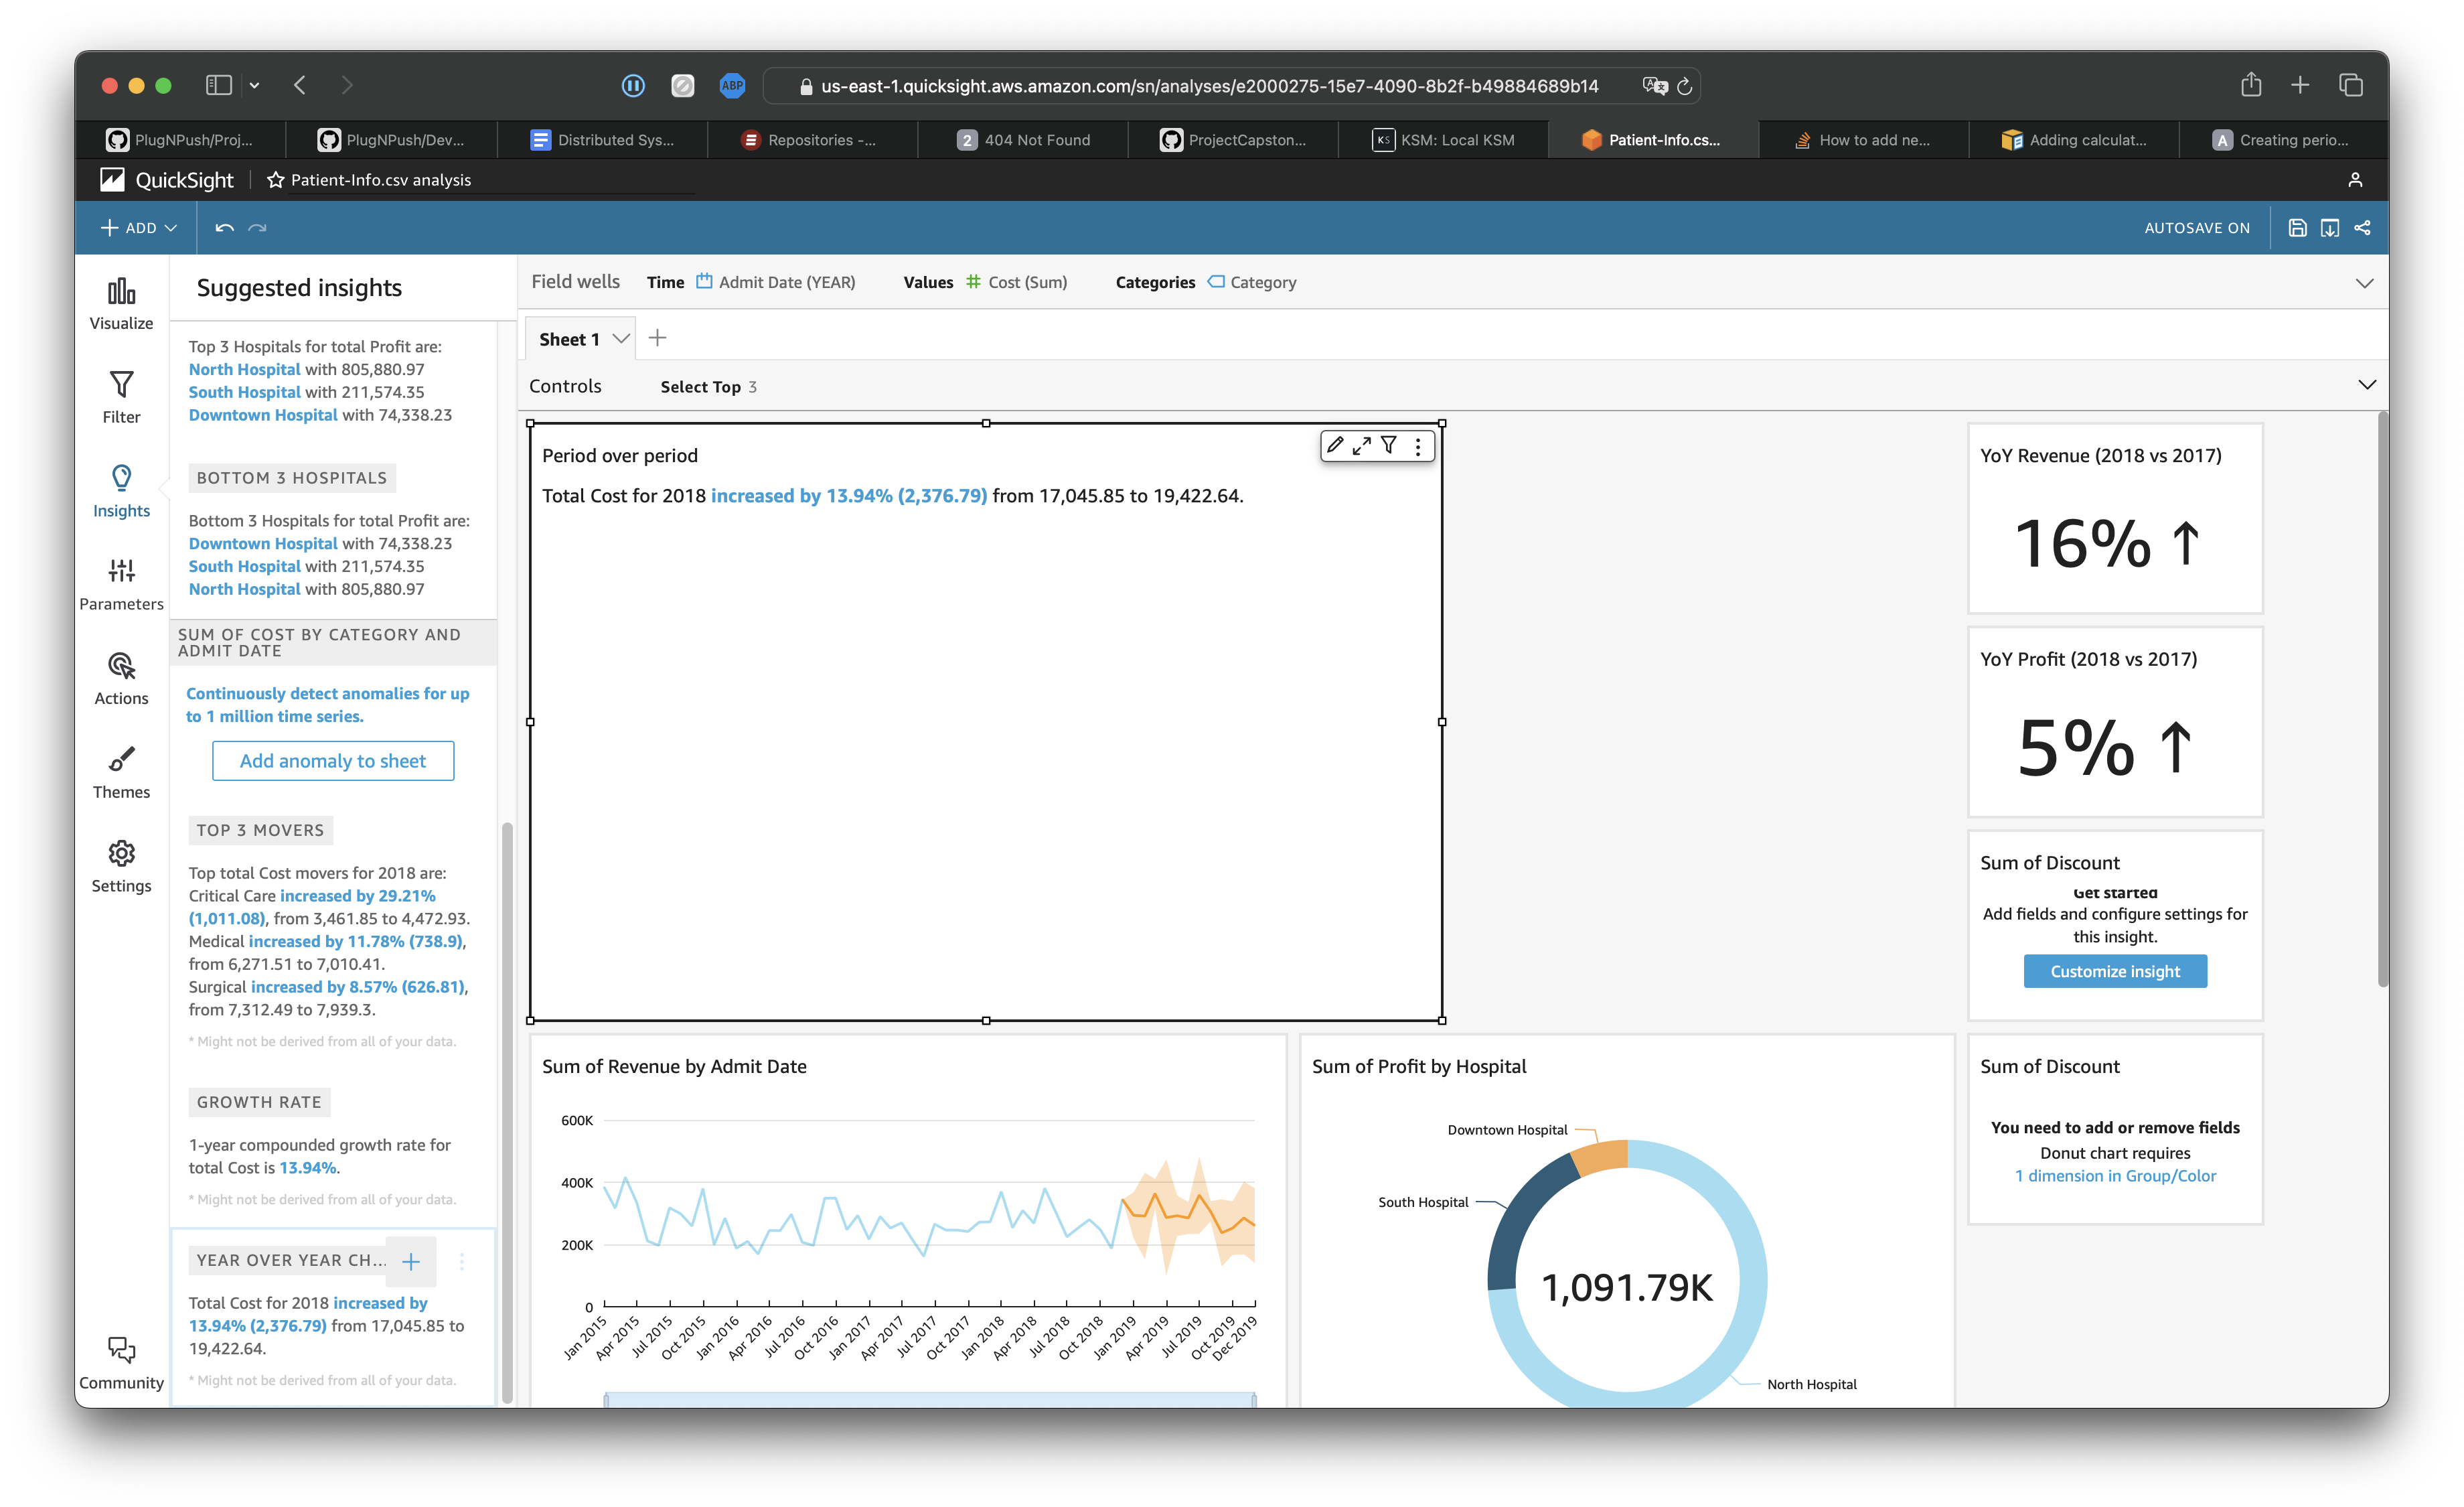 ABP
us-east-1.quicksight.aws.amazon.com/sn/analyses/e2000275-15e7-4090-8b2f-b49884689b14
PlugNPush/Proj...
PlugNPush/Dev...
Distributed Sys...
Repositories -...
2 404 Not Found
ProjectCapston...
KS KSM: Local KSM
Patient-Info.cs...
How to add ne...
Adding calculat...
A Creating perio...
QuickSight
Patient-Info.csv analysis
ADD
AUTOSAVE ON
Visualize
Filter
Insights
Parameters
Actions
Themes
Settings
Community
Suggested insights
Top 3 Hospitals for total Profit are:
North Hospital with 805,880.97
South Hospital with 211,574.35
Downtown Hospital with 74,338.23
BOTTOM 3 HOSPITALS
Bottom 3 Hospitals for total Profit are:
Downtown Hospital with 74,338.23
South Hospital with 211,574.35
North Hospital with 805,880.97
SUM OF COST BY CATEGORY AND
ADMIT DATE
Continuously detect anomalies for up
to 1 million time series.
Add anomaly to sheet
TOP 3 MOVERS
Top total Cost movers for 2018 are:
Critical Care increased by 29.21%
(1,011.08), from 3,461.85 to 4,472.93.
Medical increased by 11.78% (738.9),
from 6,271.51 to 7,010.41.
Surgical increased by 8.57% (626.81),
from 7,312.49 to 7,939.3.
* Might not be derived from all of your data.
GROWTH RATE
1-year compounded growth rate for
total Cost is 13.94%.
* Might not be derived from all of your data.
YEAR OVER YEAR CH...
Total Cost for 2018 increased by
13.94% (2,376.79) from 17,045.85 to
19,422.64.
* Might not be derived from all of your data.
Field wells Time Admit Date (YEAR) Values # Cost (Sum) Categories Category
Sheet 1
Controls Select Top 3
Period over period
Total Cost for 2018 increased by 13.94% (2,376.79) from 17,045.85 to 19,422.64.
YoY Revenue (2018 vs 2017)
16% ↑
YoY Profit (2018 vs 2017)
5% ↑
Sum of Discount
Get started
Add fields and configure settings for
this insight.
Customize insight
Sum of Revenue by Admit Date
600K
400K
200K
0
Jan 2015
Apr 2015
Jul 2015
Oct 2015
Jan 2016
Apr 2016
Jul 2016
Oct 2016
Jan 2017
Apr 2017
Jul 2017
Oct 2017
Jan 2018
Apr 2018
Jul 2018
Oct 2018
Jan 2019
Apr 2019
Jul 2019
Oct 2019
Dec 2019
Sum of Profit by Hospital
Downtown Hospital
South Hospital
1,091.79K
North Hospital
Sum of Discount
You need to add or remove fields
Donut chart requires
1 dimension in Group/Color